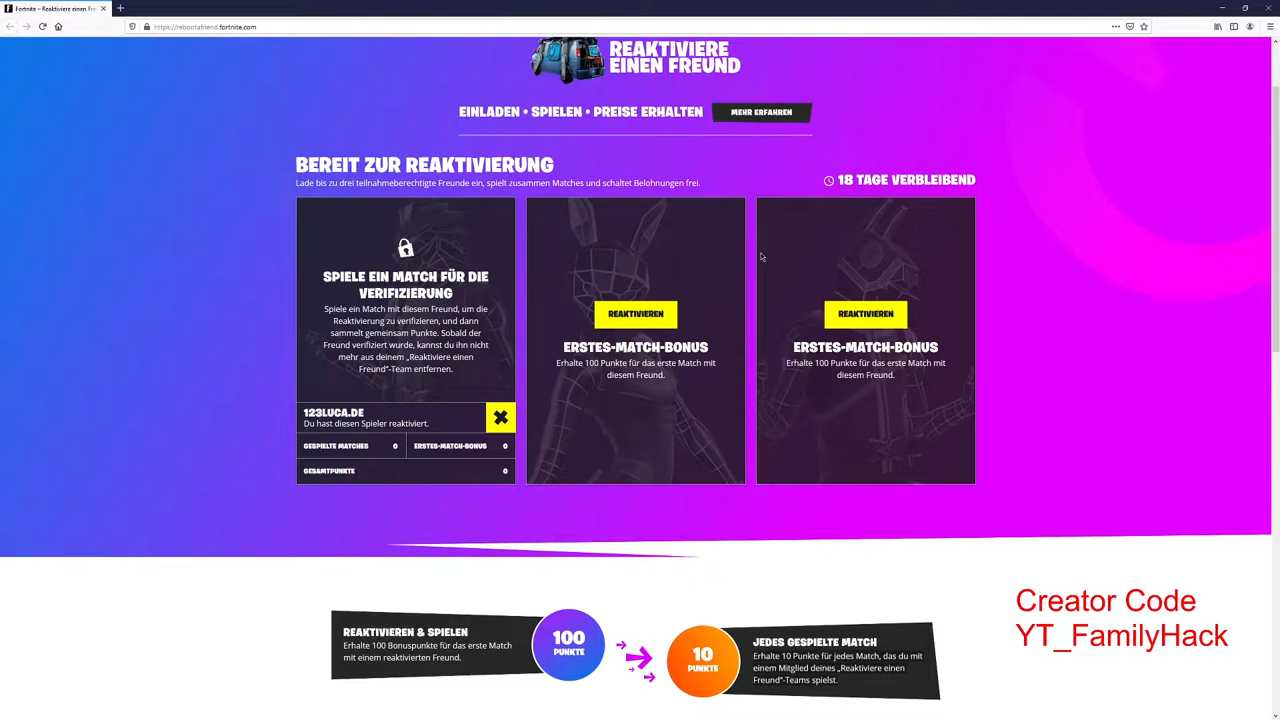 Fortnite – Reaktiviere einen Fre
https://rebootafriend.fortnite.com
REAKTIVIERE
EINEN FREUND
EINLADEN • SPIELEN • PREISE ERHALTEN
MEHR ERFAHREN
BEREIT ZUR REAKTIVIERUNG
Lade bis zu drei teilnahmeberechtigte Freunde ein, spielt zusammen Matches und schaltet Belohnungen frei.
18 TAGE VERBLEIBEND
SPIELE EIN MATCH FÜR DIE
VERIFIZIERUNG
Spiele ein Match mit diesem Freund, um die
Reaktivierung zu verifizieren, und dann
sammelt gemeinsam Punkte. Sobald der
Freund verifiziert wurde, kannst du ihn nicht
mehr aus deinem „Reaktiviere einen
Freund“-Team entfernen.
123LUCA.DE
Du hast diesen Spieler reaktiviert.
GESPIELTE MATCHES 0
ERSTES-MATCH-BONUS 0
GESAMTPUNKTE 0
REAKTIVIEREN
ERSTES-MATCH-BONUS
Erhalte 100 Punkte für das erste Match mit
diesem Freund.
REAKTIVIEREN
ERSTES-MATCH-BONUS
Erhalte 100 Punkte für das erste Match mit
diesem Freund.
REAKTIVIEREN & SPIELEN
Erhalte 100 Bonuspunkte für das erste Match
mit einem reaktivierten Freund.
100
PUNKTE
10
PUNKTE
JEDES GESPIELTE MATCH
Erhalte 10 Punkte für jedes Match, das du mit
einem Mitglied deines „Reaktiviere einen
Freund“-Teams spielst.
Creator Code
YT_FamilyHack